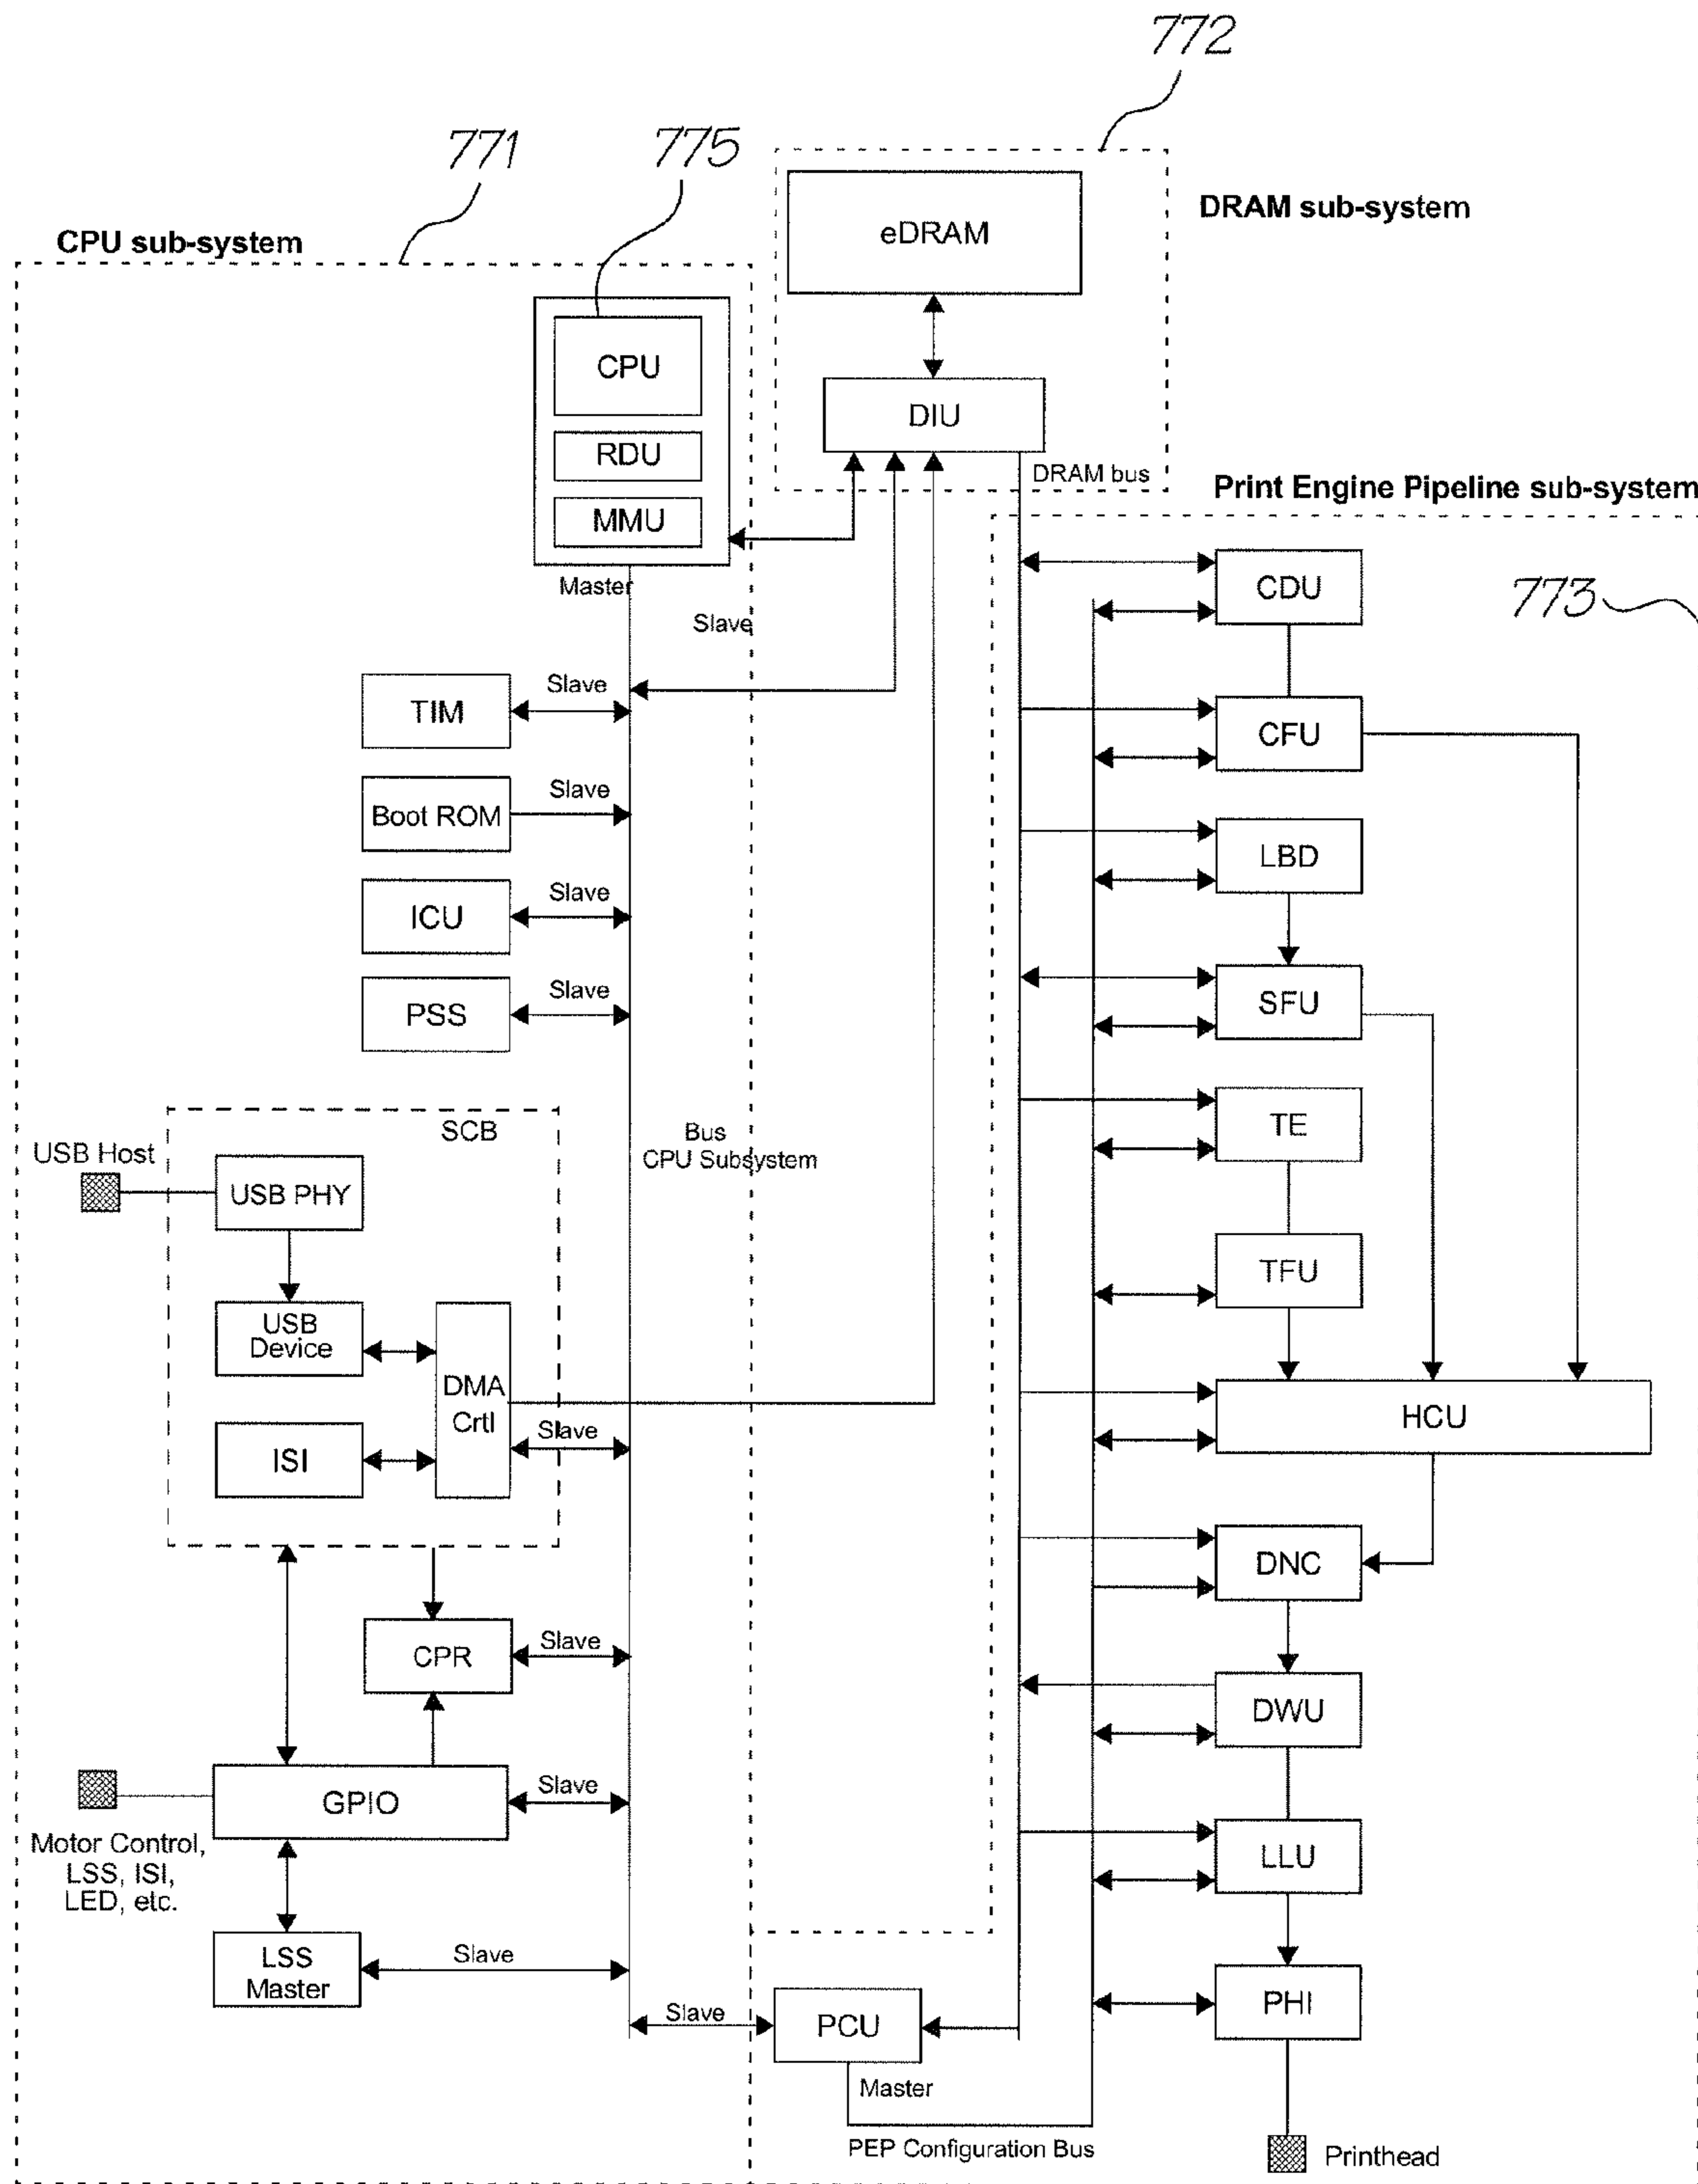 772
771
775
DRAM sub-system
CPU sub-system
eDRAM
CPU
DIU
RDU
DRAM bus
Print Engine Pipeline sub-system
MMU
Master
CDU
773
Slave
TIM
Slave
CFU
Boot ROM
Slave
LBD
ICU
Slave
PSS
Slave
SFU
SCB
Bus
CPU Subsystem
TE
USB Host
USB PHY
TFU
USB
Device
DMA
Crtl
Slave
HCU
ISI
DNC
CPR
Slave
DWU
GPIO
Slave
Motor Control,
LSS, ISI,
LED, etc.
LLU
LSS
Master
Slave
PHI
Slave
PCU
Master
PEP Configuration Bus
Printhead